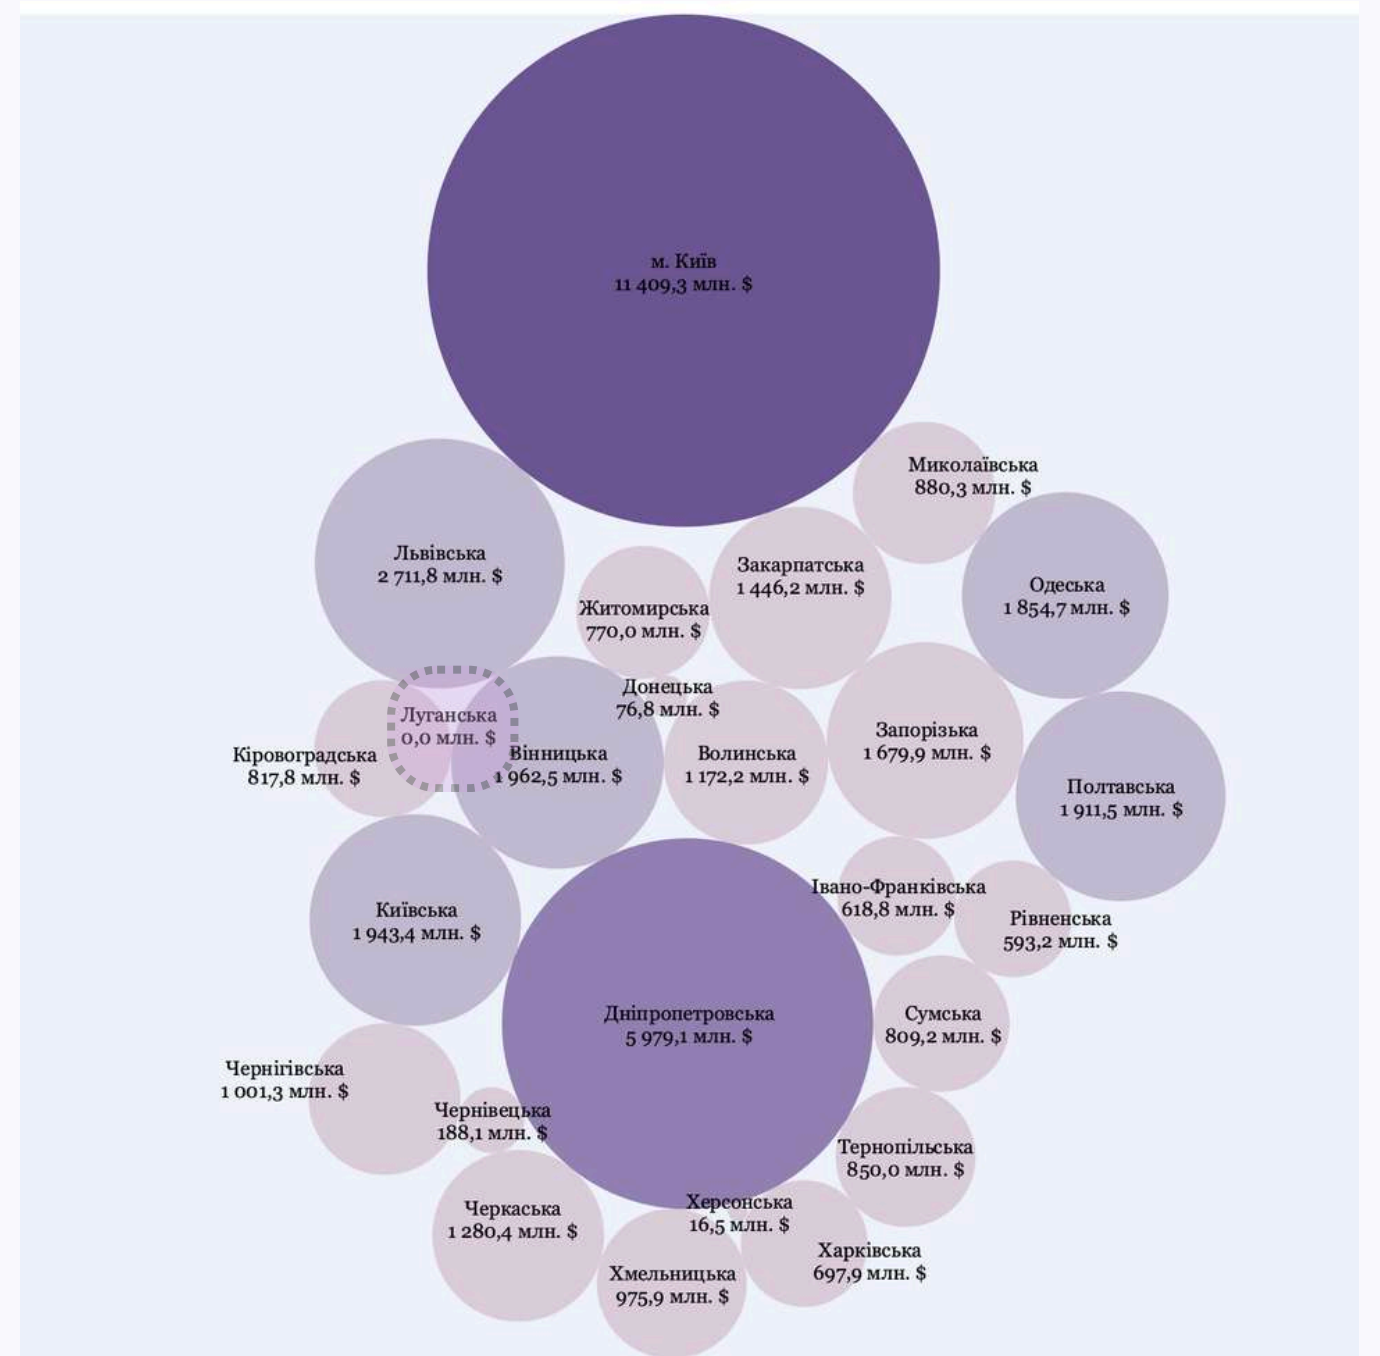 м. Київ
11 409,3 млн. $
Миколаївська
880,3 млн. $
Львівська
2 711,8 млн. $
Закарпатська
1 446,2 млн. $
Одеська
1 854,7 млн. $
Житомирська
770,0 млн. $
Донецька
76,8 млн. $
Луганська
0,0 млн. $
Кіровоградська
817,8 млн. $
Вінницька
1 962,5 млн. $
Волинська
1 172,2 млн. $
Запорізька
1 679,9 млн. $
Полтавська
1 911,5 млн. $
Київська
1 943,4 млн. $
Івано-Франківська
618,8 млн. $
Рівненська
593,2 млн. $
Дніпропетровська
5 979,1 млн. $
Сумська
809,2 млн. $
Чернігівська
1 001,3 млн. $
Чернівецька
188,1 млн. $
Тернопільська
850,0 млн. $
Черкаська
1 280,4 млн. $
Херсонська
16,5 млн. $
Харківська
697,9 млн. $
Хмельницька
975,9 млн. $